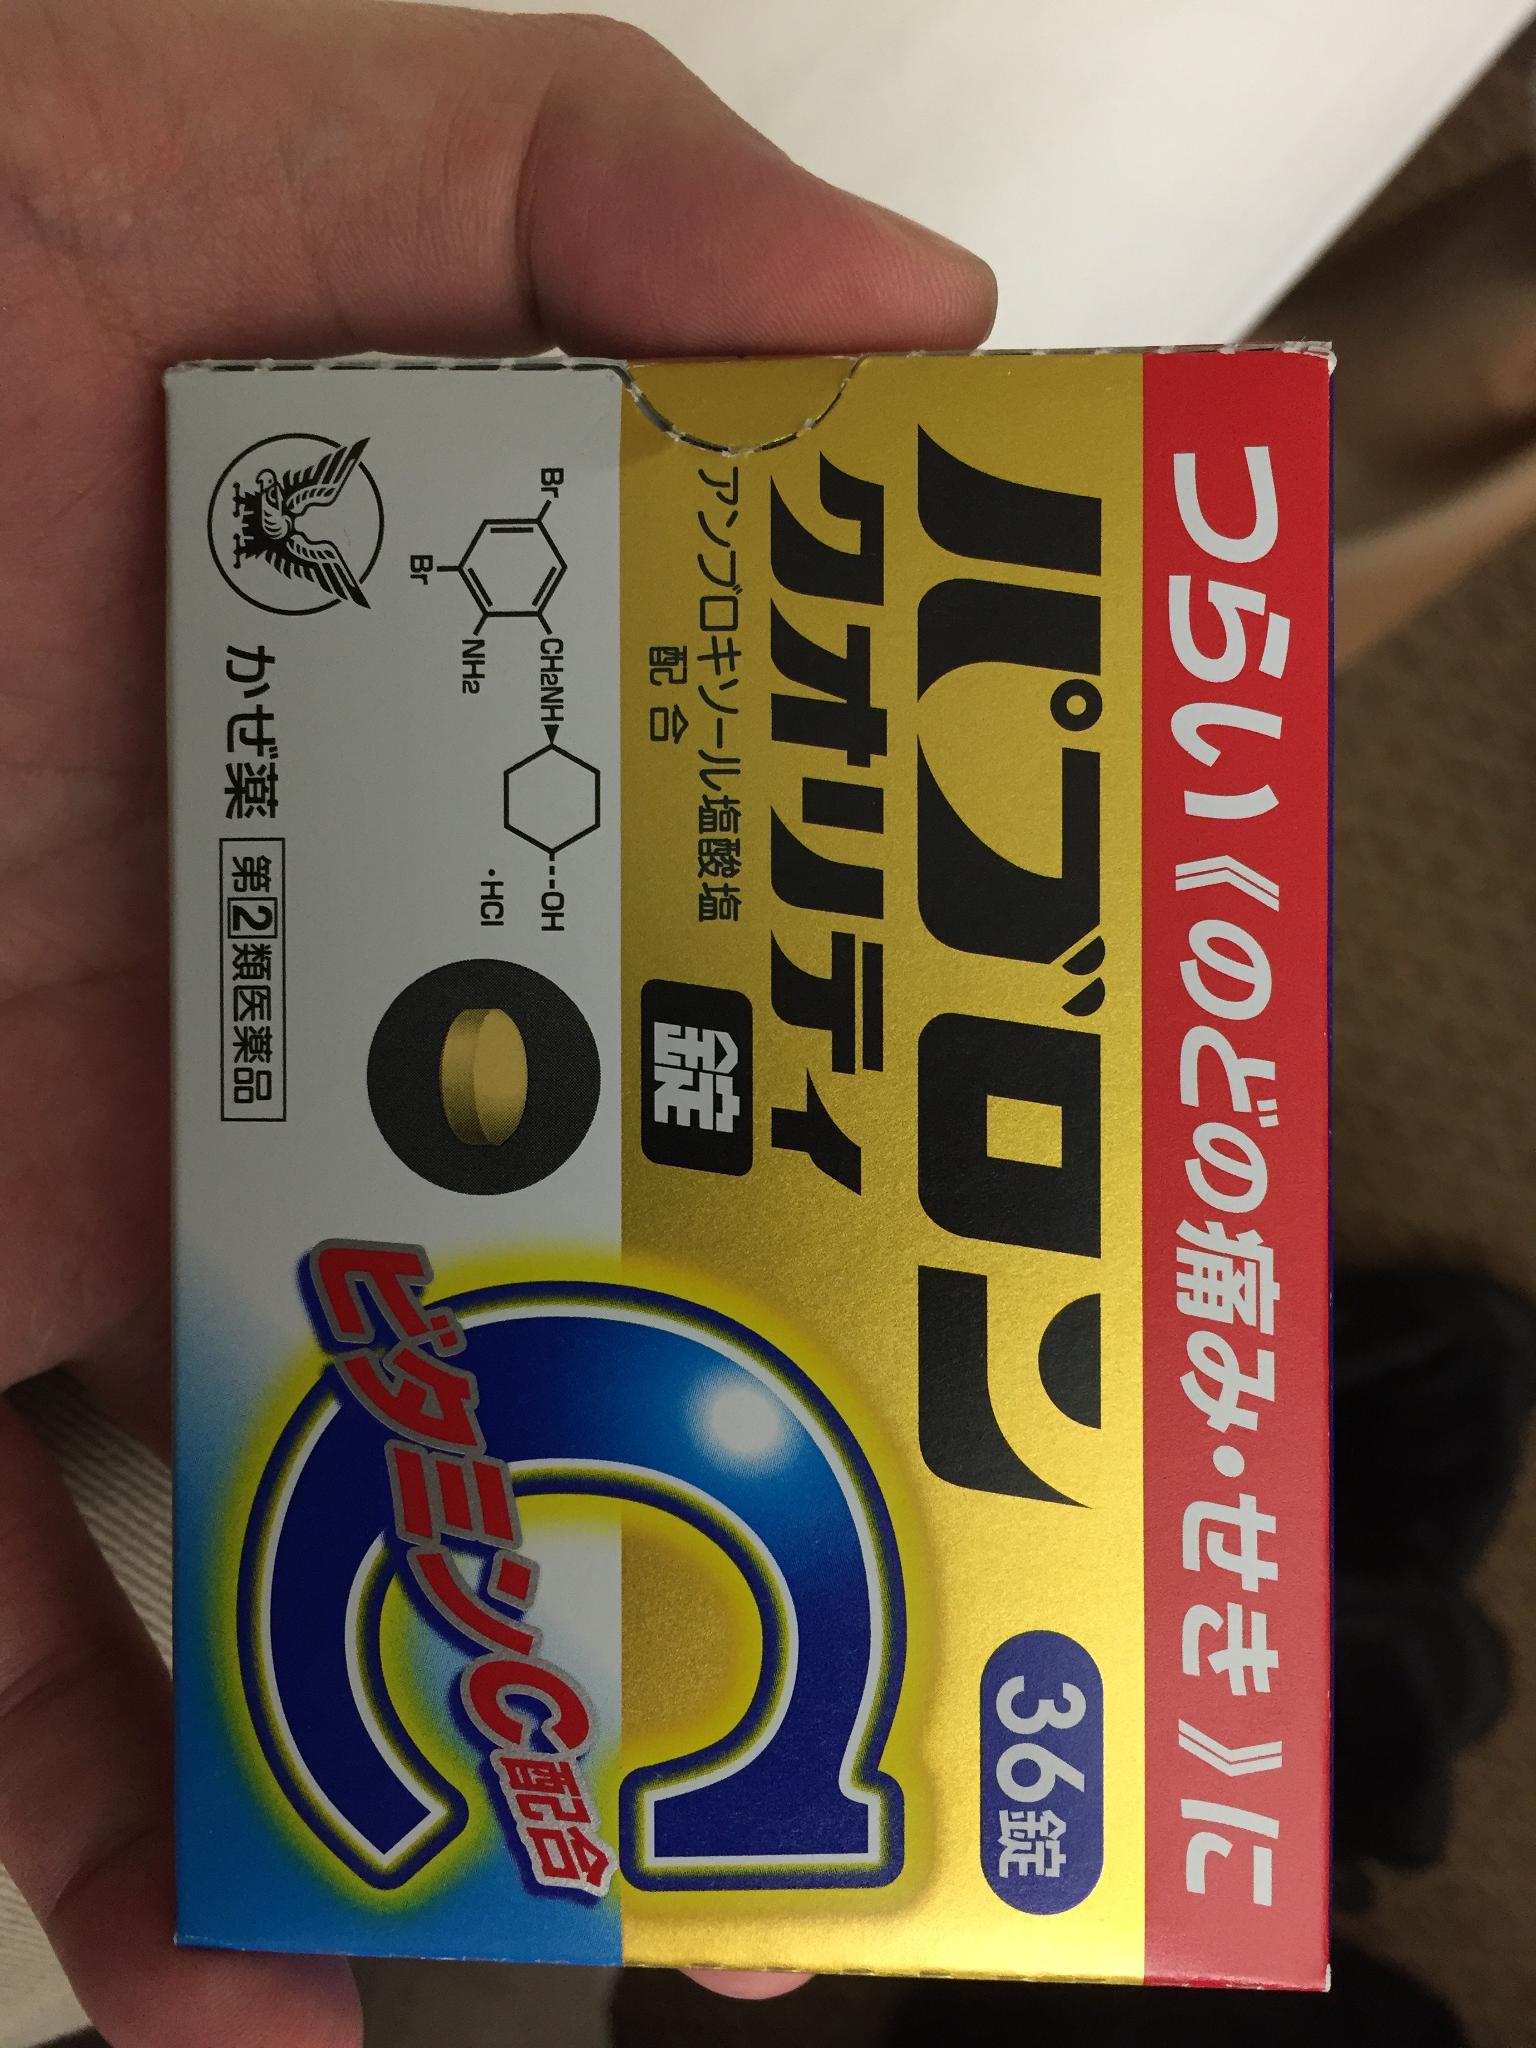 つらい《のどの痛み・せき》に
パブロン
36錠
クオリティ
アンブロキソール塩酸塩
配合
錠
Br
CH₂NH
OH
Br
NH₂
・HCl
C
ビタミンC配合
かぜ薬 第②類医薬品